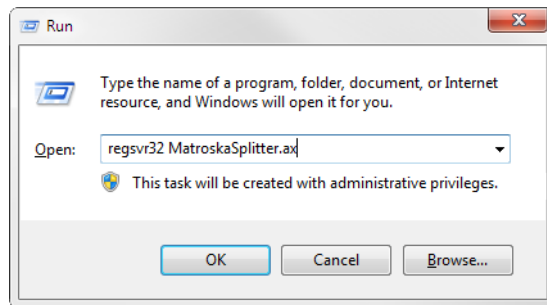 Run
Type the name of a program, folder, document, or Internet
resource, and Windows will open it for you.
Open: regsvr32 MatroskaSplitter.ax
This task will be created with administrative privileges.
OK Cancel Browse...